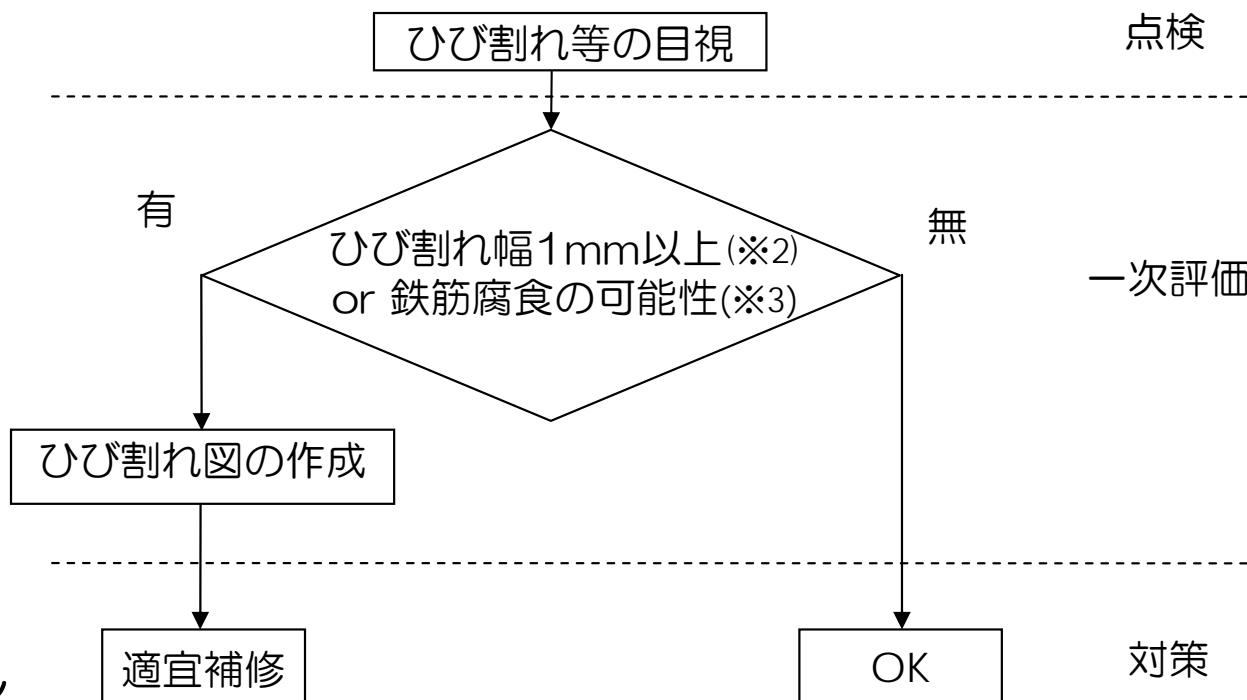 ひび割れ等の目視
点検
有
無
ひび割れ幅1mm以上(※2)
or 鉄筋腐食の可能性(※3)
一次評価
ひび割れ図の作成
適宜補修
OK
対策